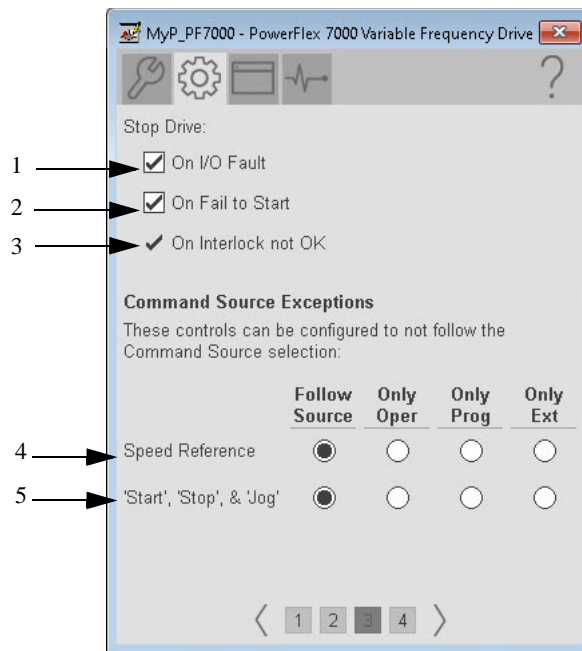 MyP_PF7000 - PowerFlex 7000 Variable Frequency Drive
?
Stop Drive:
1 On I/O Fault
2 On Fail to Start
3 On Interlock not OK
Command Source Exceptions
These controls can be configured to not follow the
Command Source selection:
Follow Only Only Only
Source Oper Prog Ext
4 Speed Reference
5 'Start', 'Stop', & 'Jog'
1 2 3 4